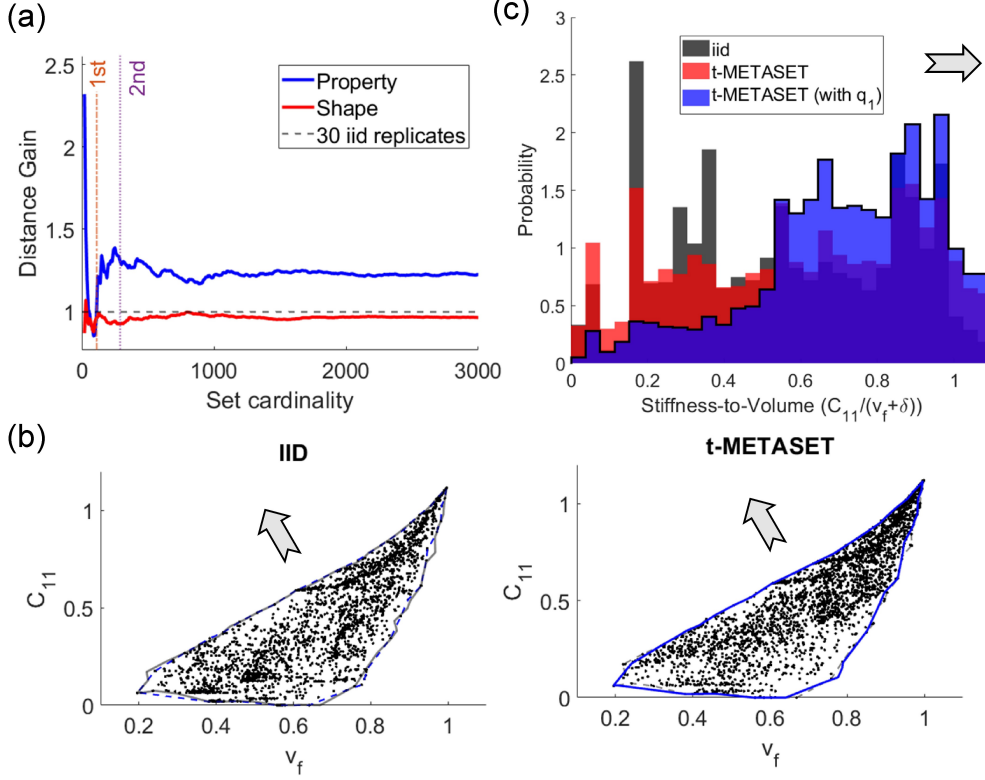 (a)
2.5
2
1.5
1
Distance Gain
1st
2nd
Property
Shape
30 iid replicates
0
1000
2000
3000
Set cardinality
(c)
3
2.5
2
1.5
1
0.5
0
Probability
iid
t-METASET
t-METASET (with q₁)
0
0.2
0.4
0.6
0.8
1
Stiffness-to-Volume (C₁₁/(v_f+δ))
(b)
IID
1
0.5
0
C₁₁
0.2
0.4
0.6
0.8
1
v_f
t-METASET
1
0.5
0
C₁₁
0.2
0.4
0.6
0.8
1
v_f